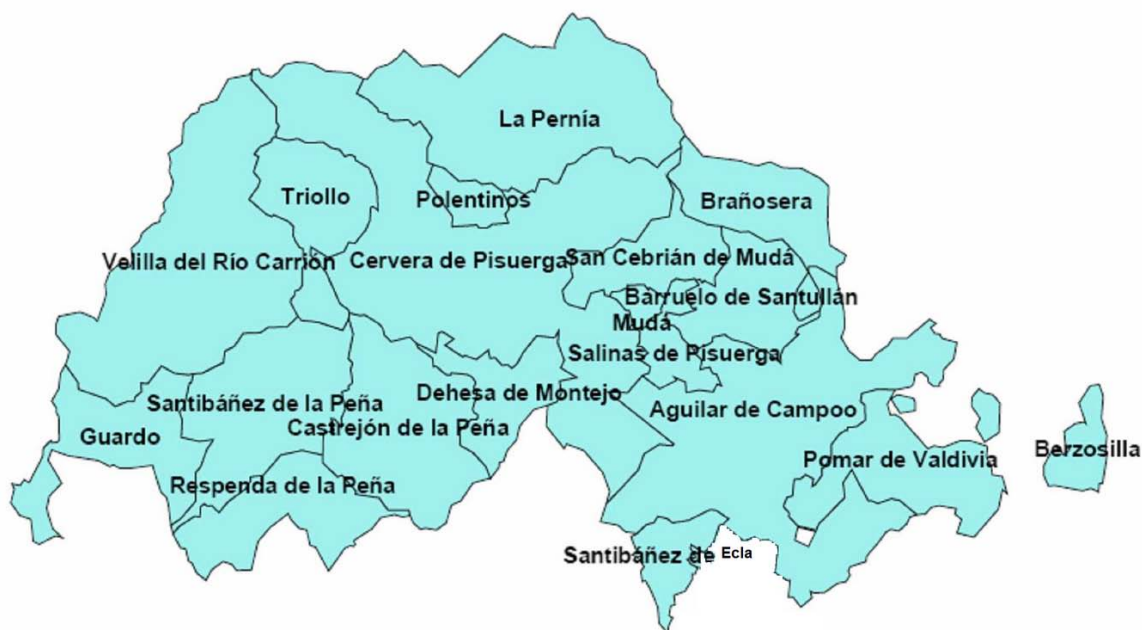 La Pernía
Triollo
Polentinos
Brañosera
Velilla del Río Carrión
Cervera de Pisuerga
San Cebrián de Mudá
Barruelo de Santullán
Mudá
Salinas de Pisuerga
Dehesa de Montejo
Santibáñez de la Peña
Aguilar de Campoo
Castrejón de la Peña
Guardo
Berzosilla
Pomar de Valdivia
Respenda de la Peña
Santibáñez de Ecla